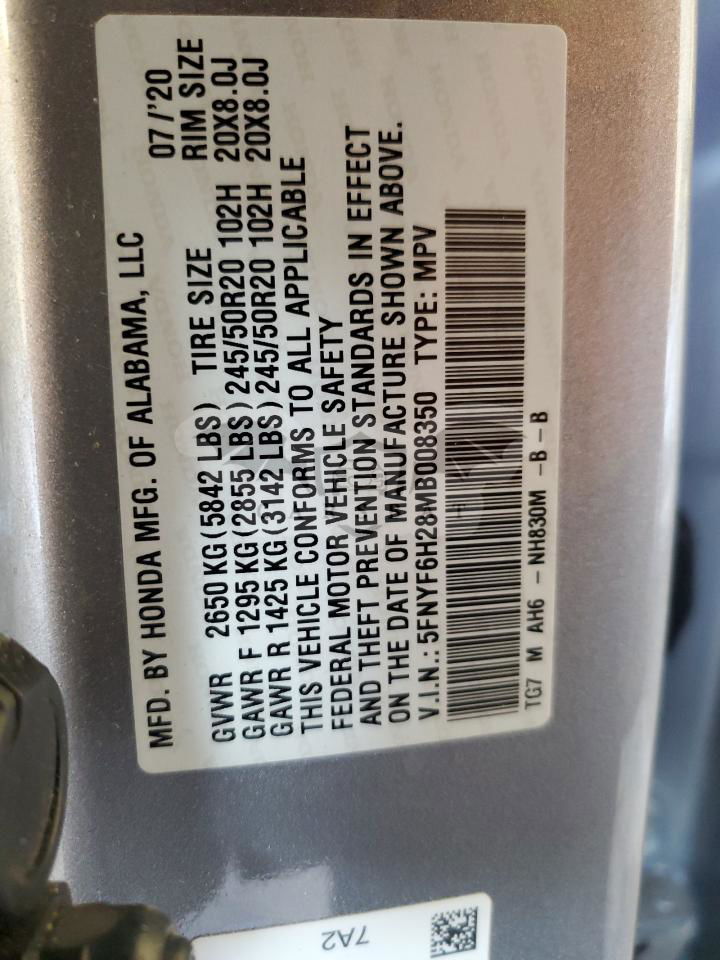 MFD. BY HONDA MFG. OF ALABAMA, LLC 07/'20
GVWR 2650 KG (5842 LBS) TIRE SIZE RIM SIZE
GAWR F 1295 KG (2855 LBS) 245/50R20 102H 20X8.0J
GAWR R 1425 KG (3142 LBS) 245/50R20 102H 20X8.0J
THIS VEHICLE CONFORMS TO ALL APPLICABLE
FEDERAL MOTOR VEHICLE SAFETY
AND THEFT PREVENTION STANDARDS IN EFFECT
ON THE DATE OF MANUFACTURE SHOWN ABOVE.
V.I.N.: 5FNYF6H28MB008350 TYPE: MPV
TG7 M AH6 - NH830M - B - B
7A2